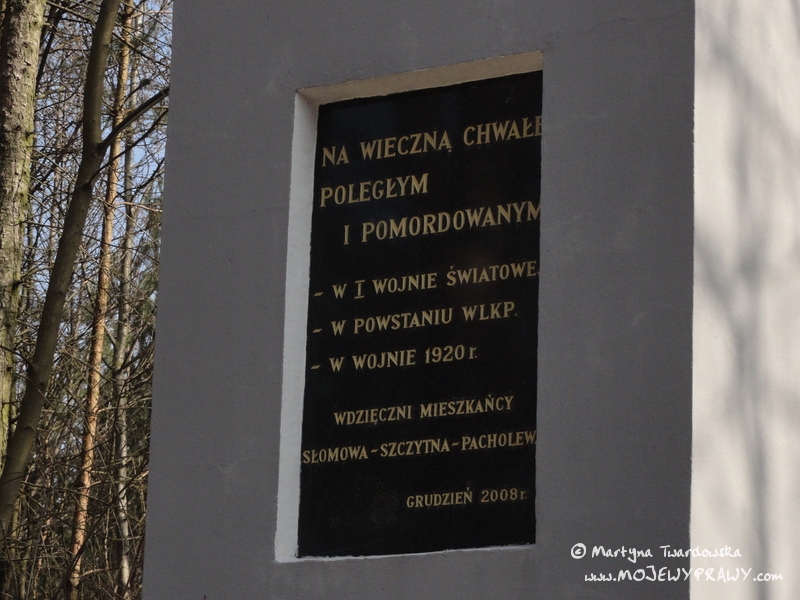 NA WIECZNĄ CHWAŁĘ
POLEGŁYM
I POMORDOWANYM
- W I WOJNIE ŚWIATOWEJ
- W POWSTANIU WLKP.
- W WOJNIE 1920 r.
WDZIĘCZNI MIESZKAŃCY
SŁOMOWA-SZCZYTNA-PACHOLEW
GRUDZIEŃ 2008 r.
© Martyna Twardowska
www.MOJEWYPRAWY.com